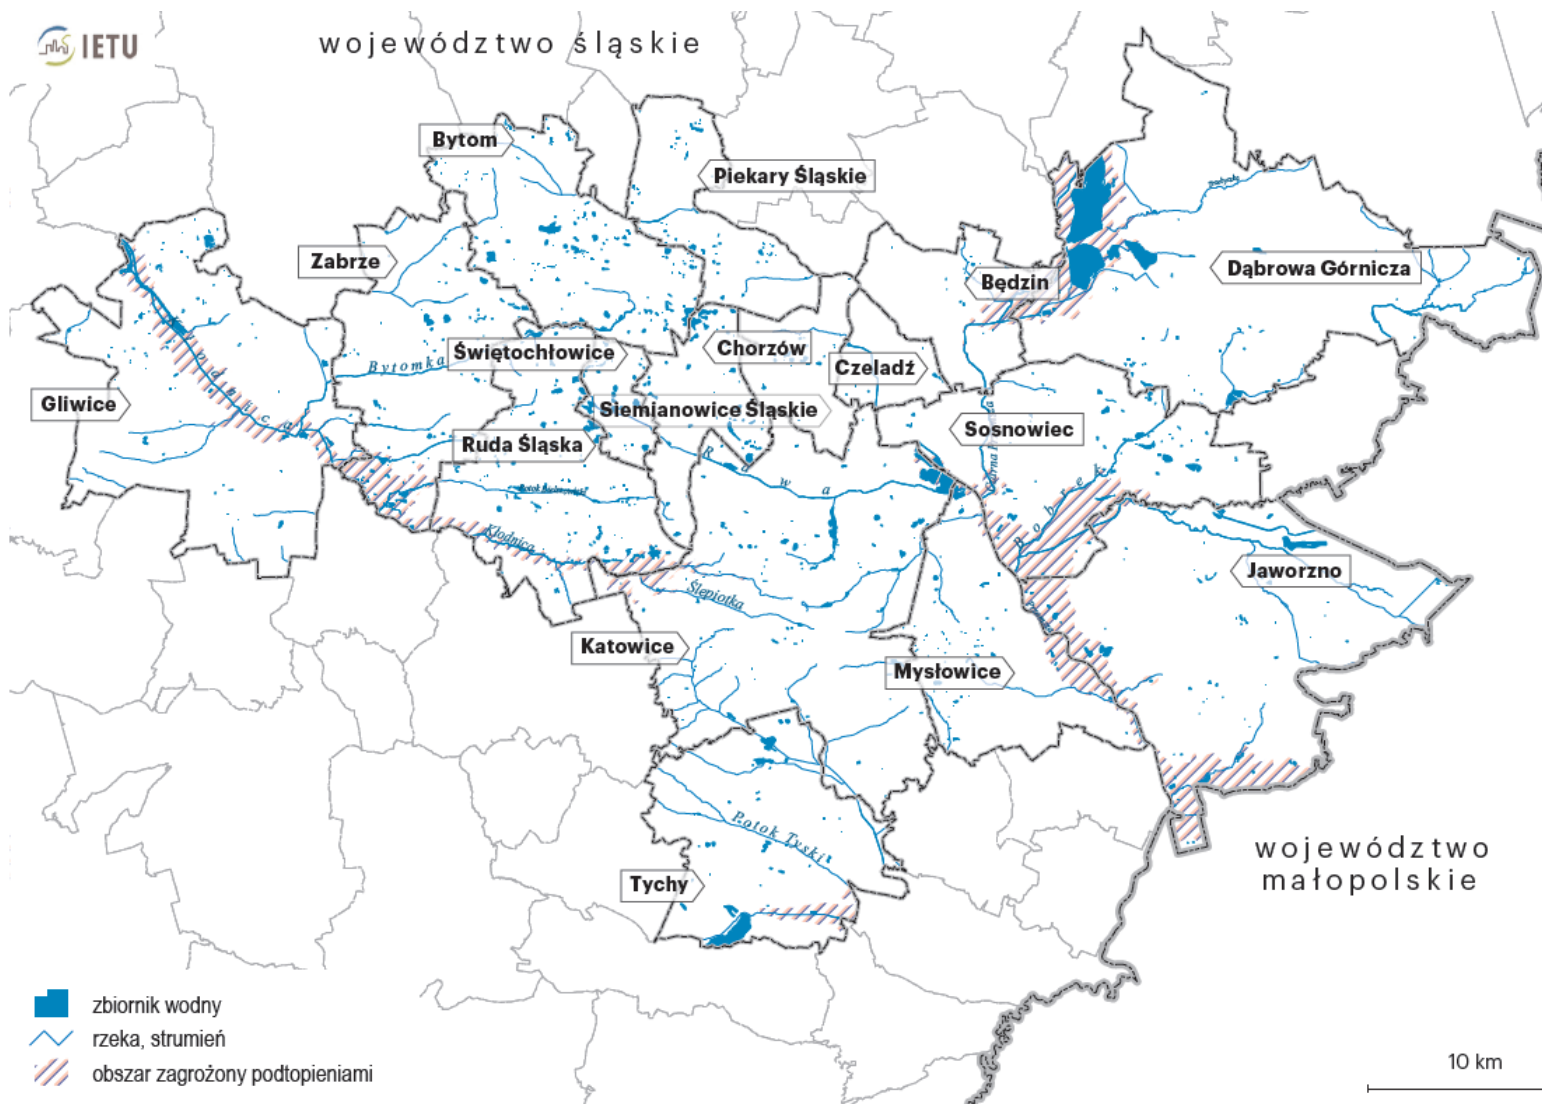 IETU
województwo śląskie
Bytom
Piekary Śląskie
Zabrze
Będzin
Dąbrowa Górnicza
Kłodnica
Bytomka
Świętochłowice
Chorzów
Czeladź
Gliwice
Siemianowice Śląskie
Ruda Śląska
Sosnowiec
Rawa
Bobrek
Kłodnica
Jaworzno
Ślepiotka
Katowice
Mysłowice
Potok Tyski
województwo
małopolskie
Tychy
zbiornik wodny
rzeka, strumień
obszar zagrożony podtopieniami
10 km